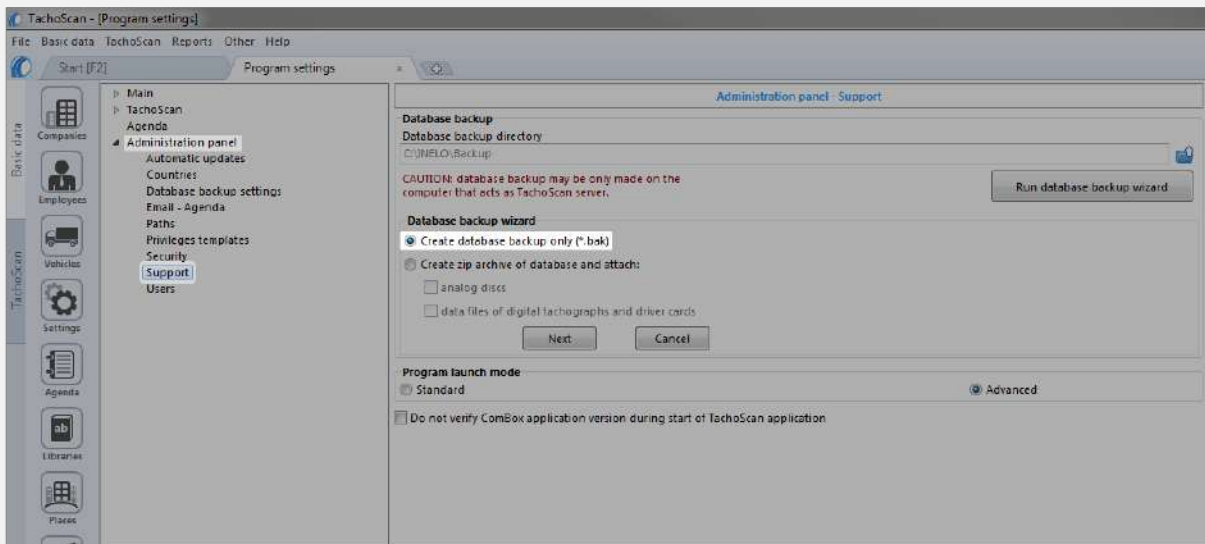 TachoScan - [Program settings]
File Basic data TachoScan Reports Other Help
Start [F2]
Program settings
Basic data
TachoScan
Companies
Employees
Vehicles
Settings
Agenda
Libraries
Places
Main
TachoScan
Agenda
Administration panel
Automatic updates
Countries
Database backup settings
Email - Agenda
Paths
Privileges templates
Security
Support
Users
Administration panel - Support
Database backup
Database backup directory
C:\INELO\Backup
CAUTION: database backup may be only made on the
computer that acts as TachoScan server.
Run database backup wizard
Database backup wizard
Create database backup only (*.bak)
Create zip archive of database and attach:
analog discs
data files of digital tachographs and driver cards
Next Cancel
Program launch mode
Standard Advanced
Do not verify ComBox application version during start of TachoScan application